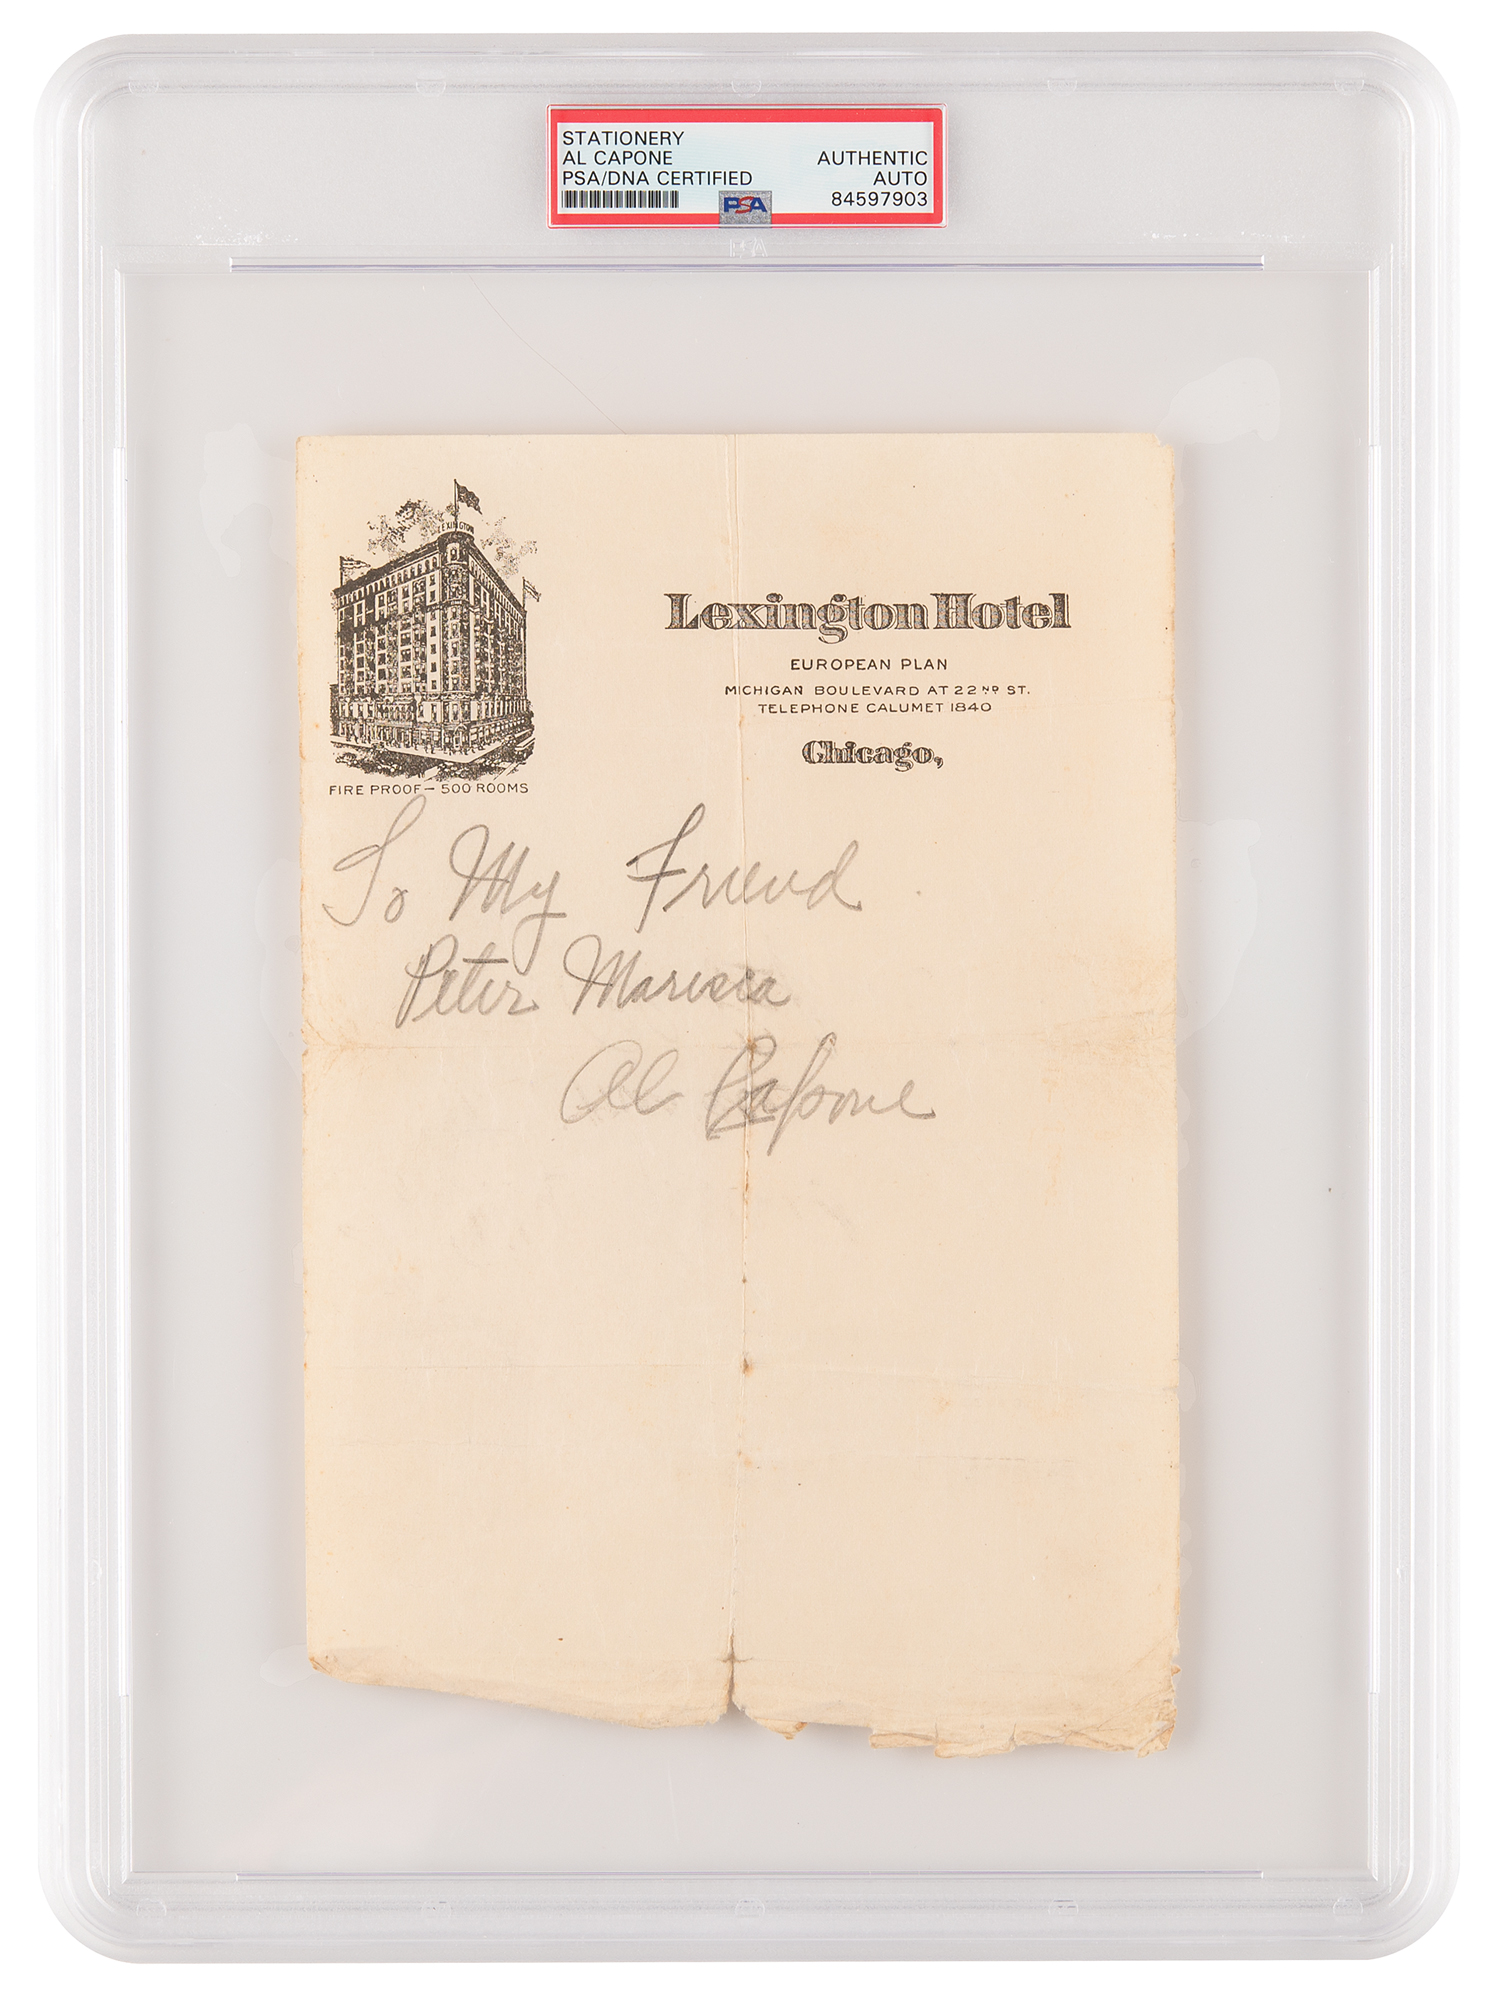 STATIONERY
AL CAPONE
PSA/DNA CERTIFIED
AUTHENTIC
AUTO
84597903
PSA
LEXINGTON
Lexington Hotel
EUROPEAN PLAN
MICHIGAN BOULEVARD AT 22ND ST.
TELEPHONE CALUMET 1840
Chicago,
FIRE PROOF — 500 ROOMS
To My Friend
Peter
Al Capone